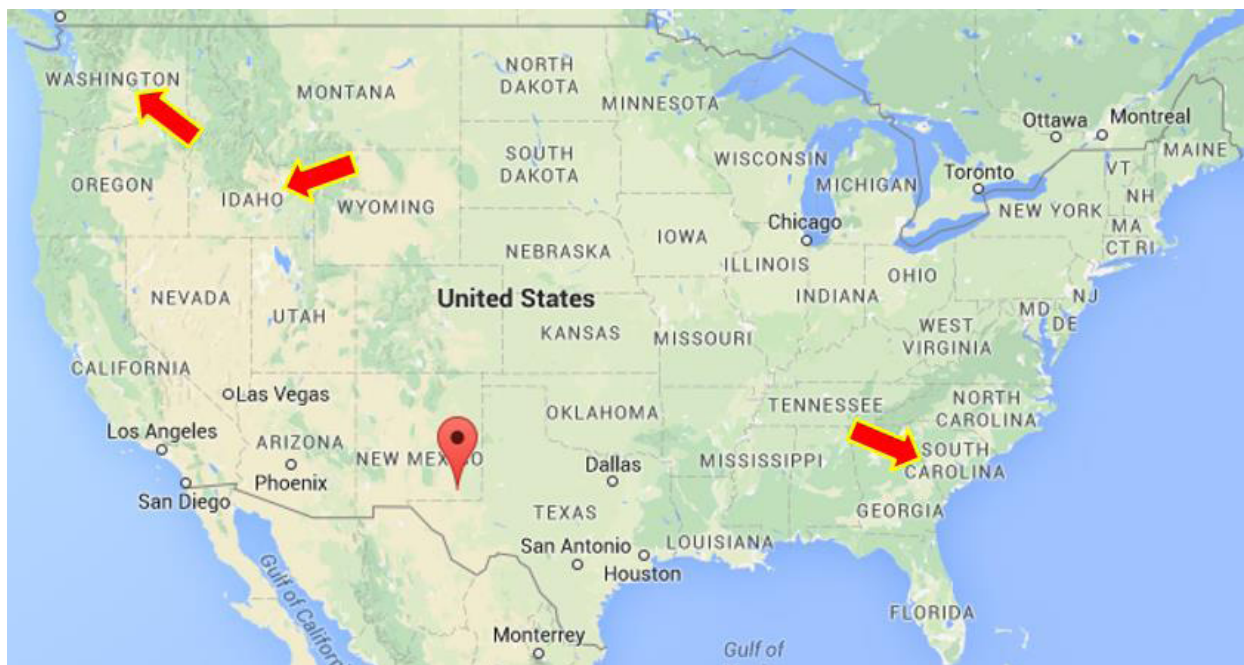 WASHINGTON
MONTANA
NORTH
DAKOTA
MINNESOTA
Ottawa
Montreal
MAINE
OREGON
IDAHO
WYOMING
SOUTH
DAKOTA
WISCONSIN
MICHIGAN
Toronto
VT
NH
NEW YORK
MA
CT RI
Chicago
IOWA
NEBRASKA
ILLINOIS
INDIANA
OHIO
NEVADA
UTAH
United States
KANSAS
MISSOURI
WEST
VIRGINIA
MD
DE
NJ
CALIFORNIA
Las Vegas
Los Angeles
San Diego
ARIZONA
Phoenix
NEW MEXICO
OKLAHOMA
Dallas
TEXAS
TENNESSEE
NORTH
CAROLINA
SOUTH
CAROLINA
MISSISSIPPI
GEORGIA
San Antonio
Houston
LOUISIANA
FLORIDA
Gulf of California
Monterrey
Gulf of